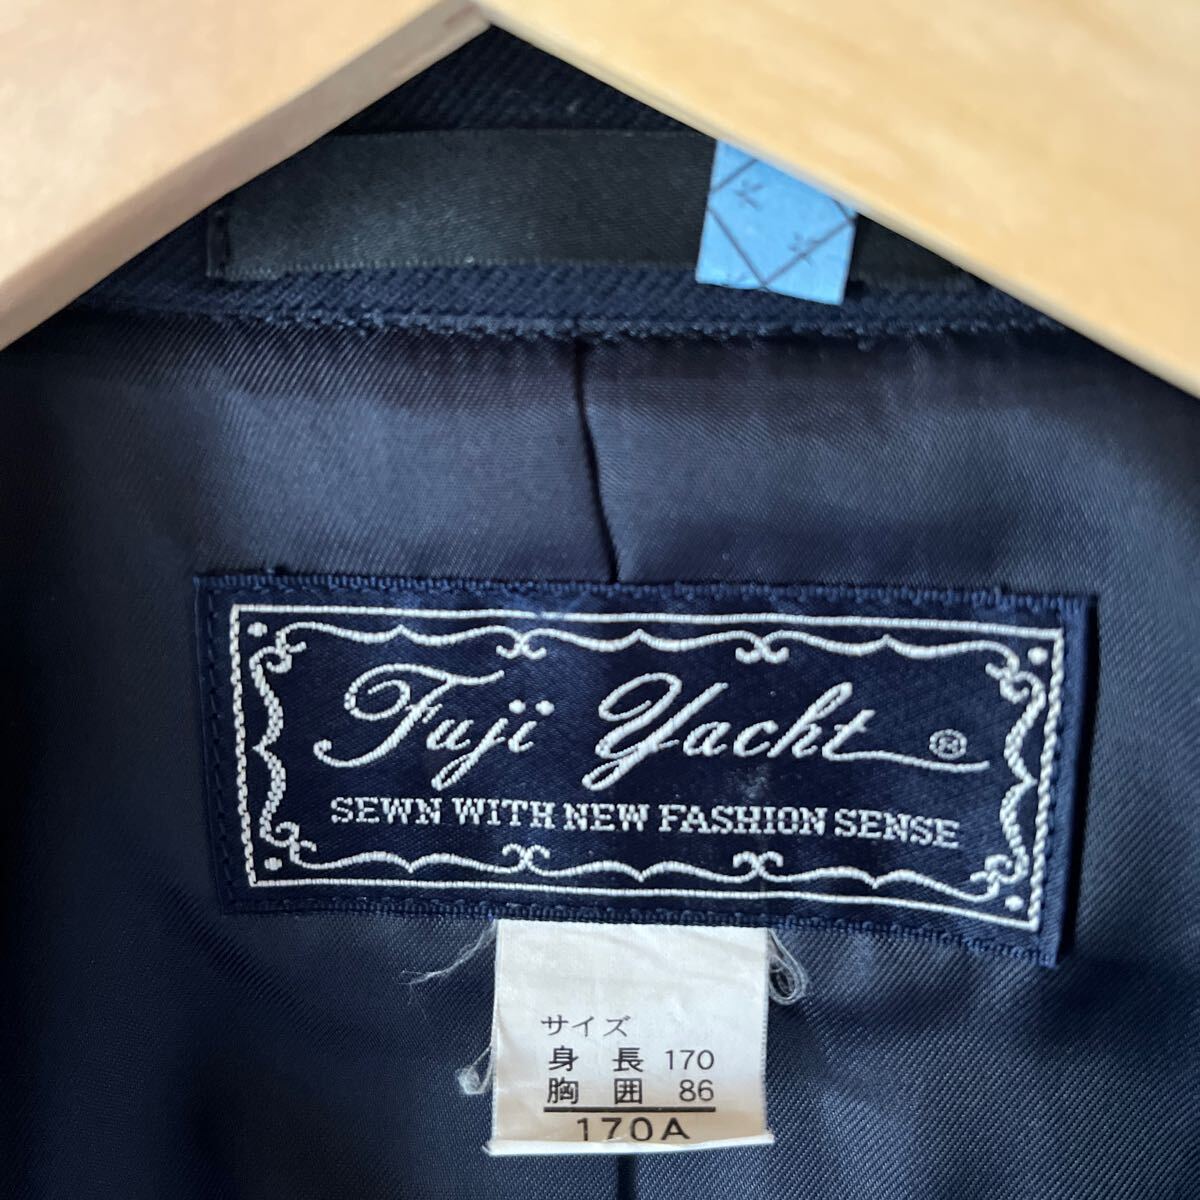 Fuji Yacht ®
SEWN WITH NEW FASHION SENSE
サイズ
身 長 170
胸 囲 86
170A